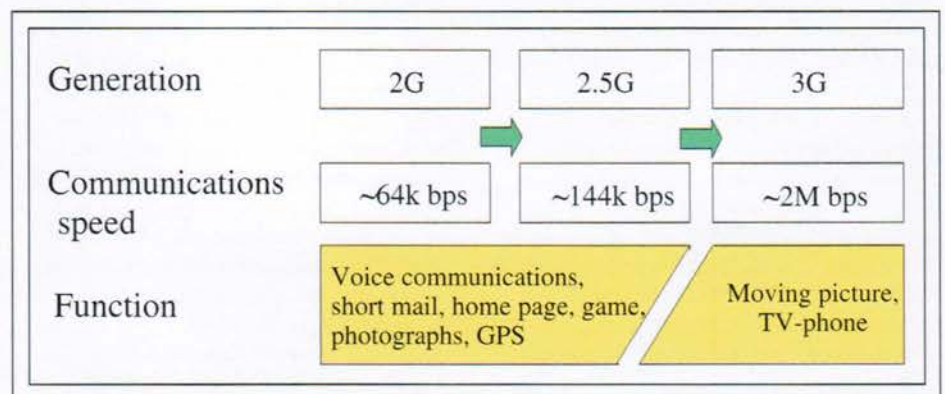 Generation 2G 2.5G 3G
Communications
speed
~64k bps ~144k bps ~2M bps
Function
Voice communications,
short mail, home page, game,
photographs, GPS
Moving picture,
TV-phone